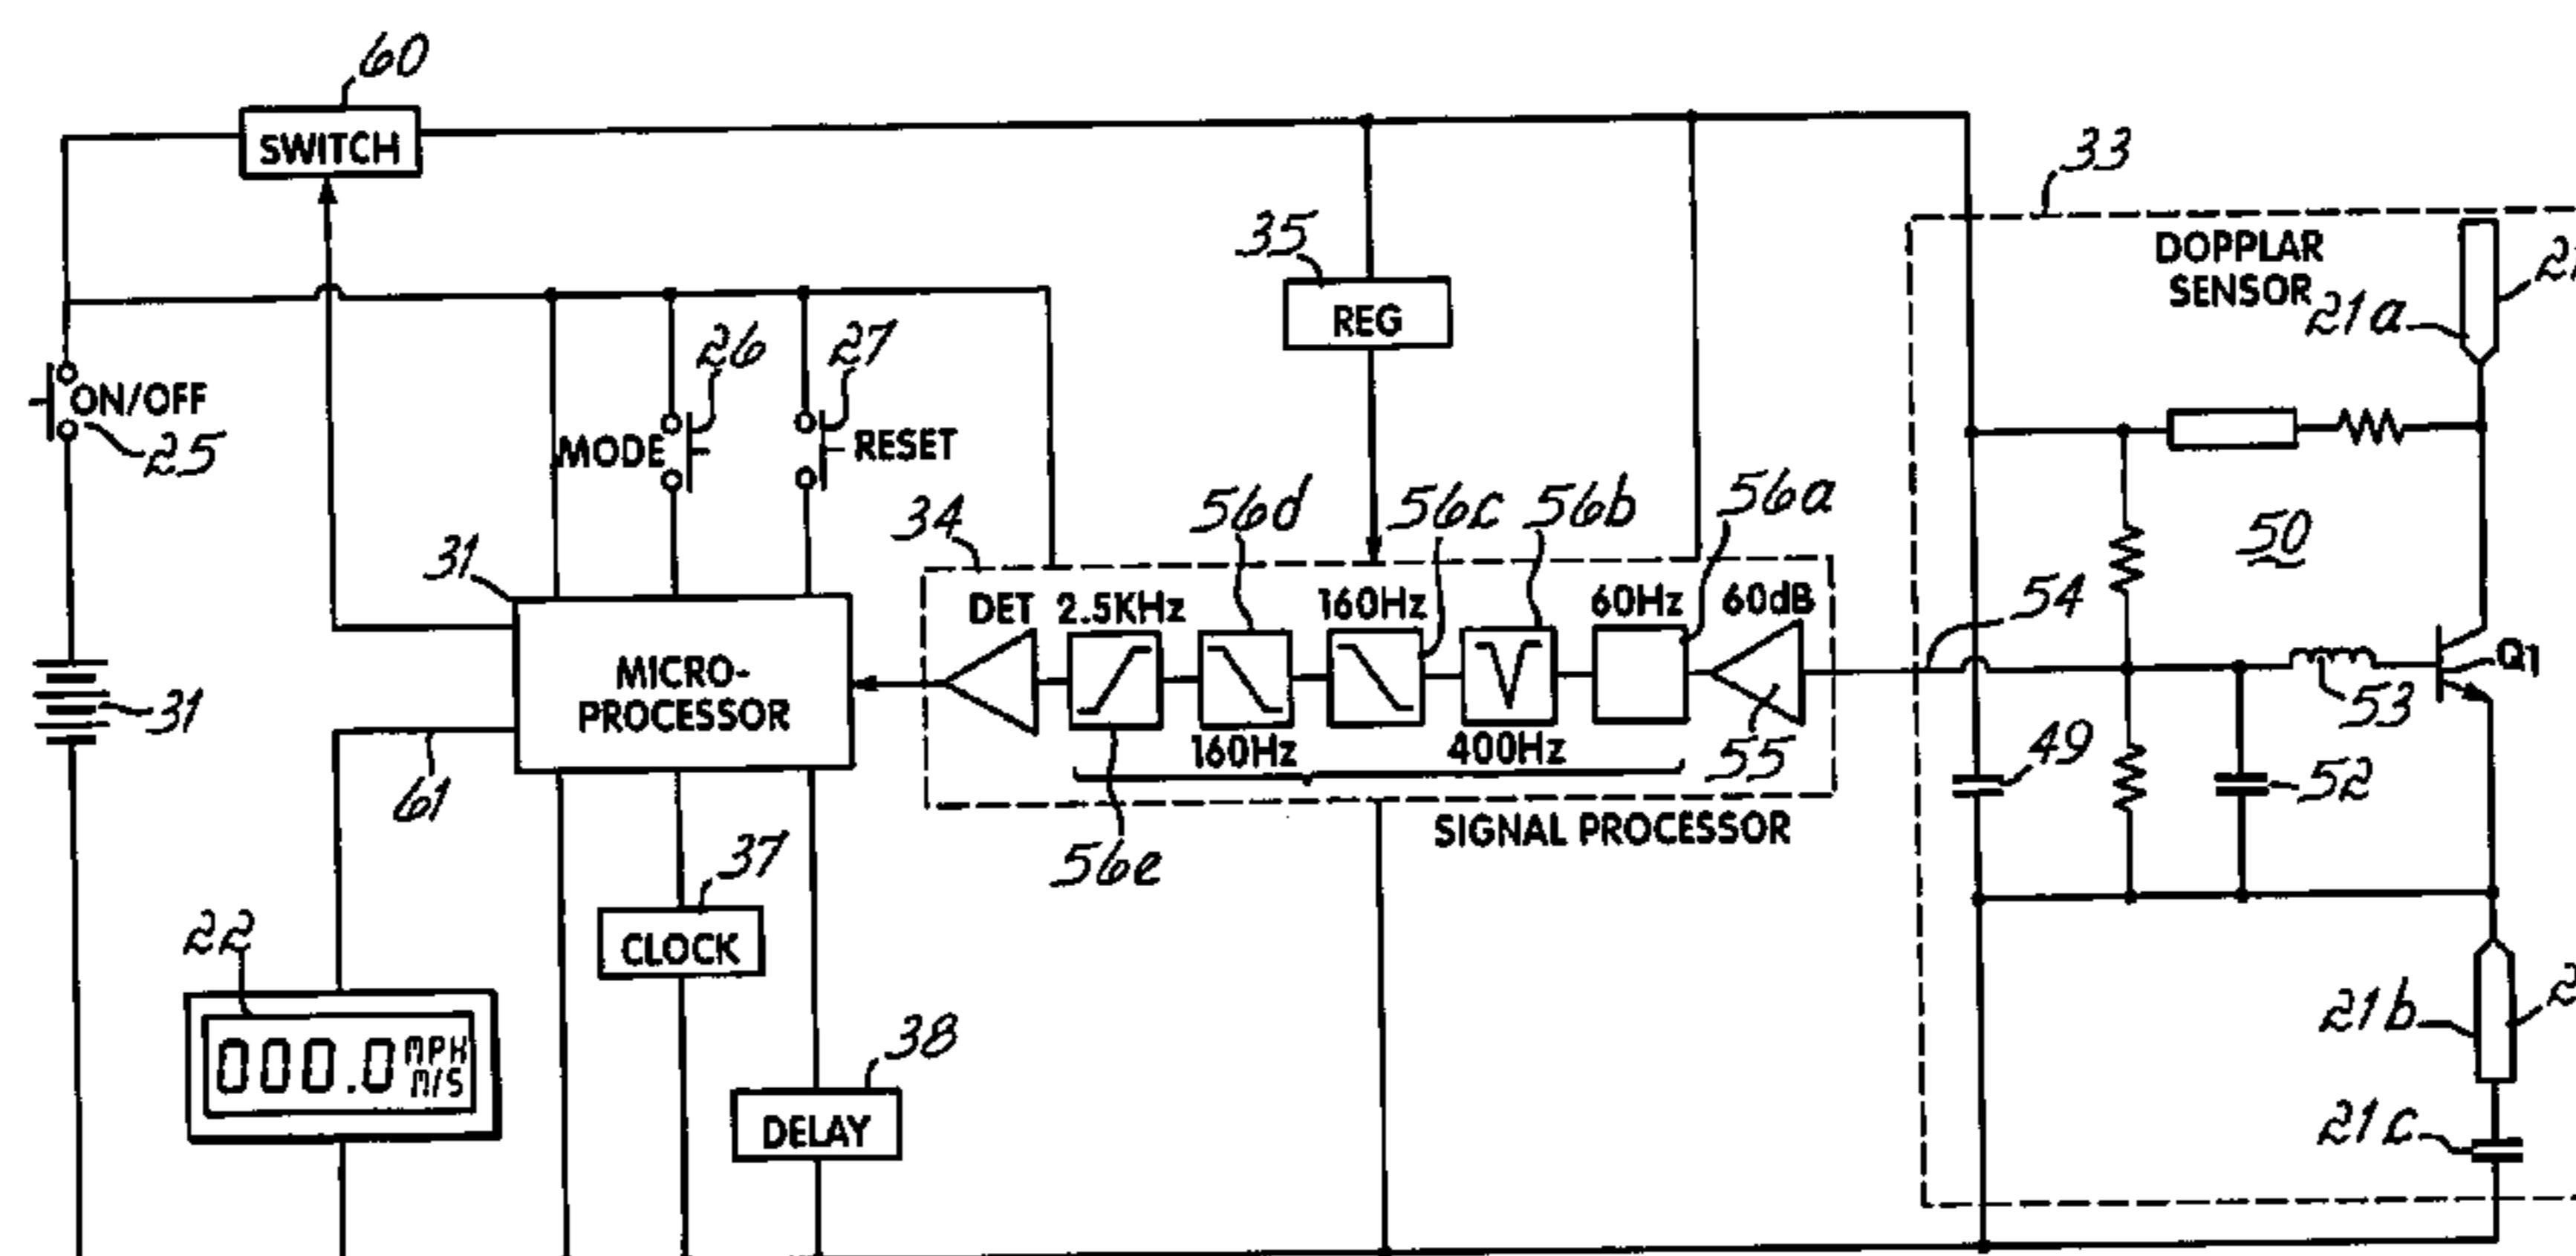 60
SWITCH
33
35
DOPPLAR
SENSOR
21a
REG
26
27
ON/OFF
25
MODE
RESET
34
56d
56c
56b
56a
50
31
54
DET
2.5KHz
160Hz
60Hz
60dB
MICRO-
PROCESSOR
Q1
31
53
160Hz
400Hz
55
49
52
61
SIGNAL PROCESSOR
56e
37
22
CLOCK
21b
38
000.0
MPH
M/S
DELAY
21c